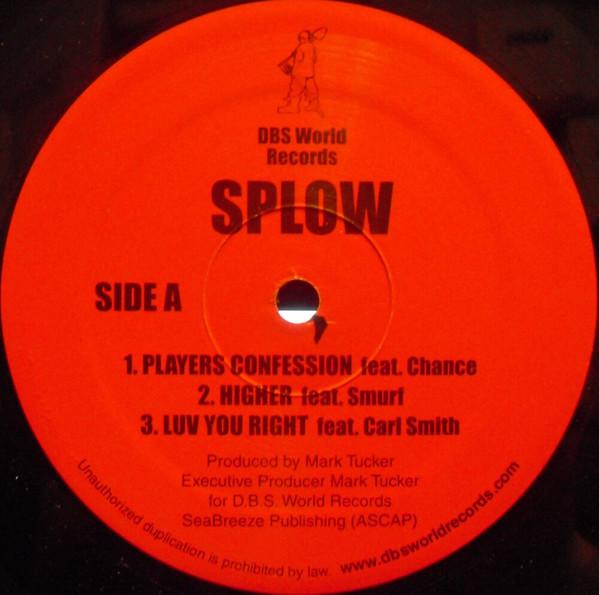 DBS World
Records
SPLOW
SIDE A
1. PLAYERS CONFESSION feat. Chance
2. HIGHER feat. Smurf
3. LUV YOU RIGHT feat. Carl Smith
Produced by Mark Tucker
Executive Producer Mark Tucker
for D.B.S. World Records
SeaBreeze Publishing (ASCAP)
Unauthorized duplication is prohibited by law. www.dbsworldrecords.com